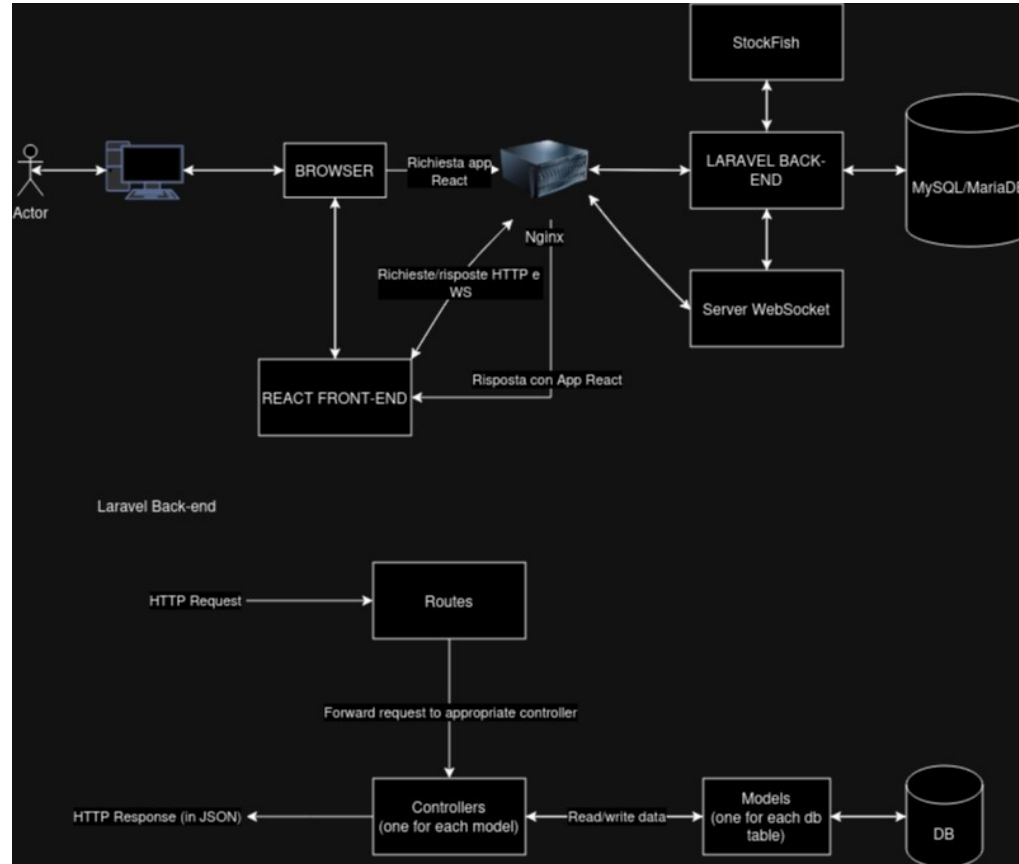 StockFish
Actor
BROWSER
Richiesta app
React
Nginx
LARAVEL BACK-
END
MySQL/MariaDB
Richieste/risposte HTTP e
WS
Server WebSocket
REACT FRONT-END
Risposta con App React
Laravel Back-end
HTTP Request
Routes
Forward request to appropriate controller
HTTP Response (in JSON)
Controllers
(one for each model)
Read/write data
Models
(one for each db
table)
DB